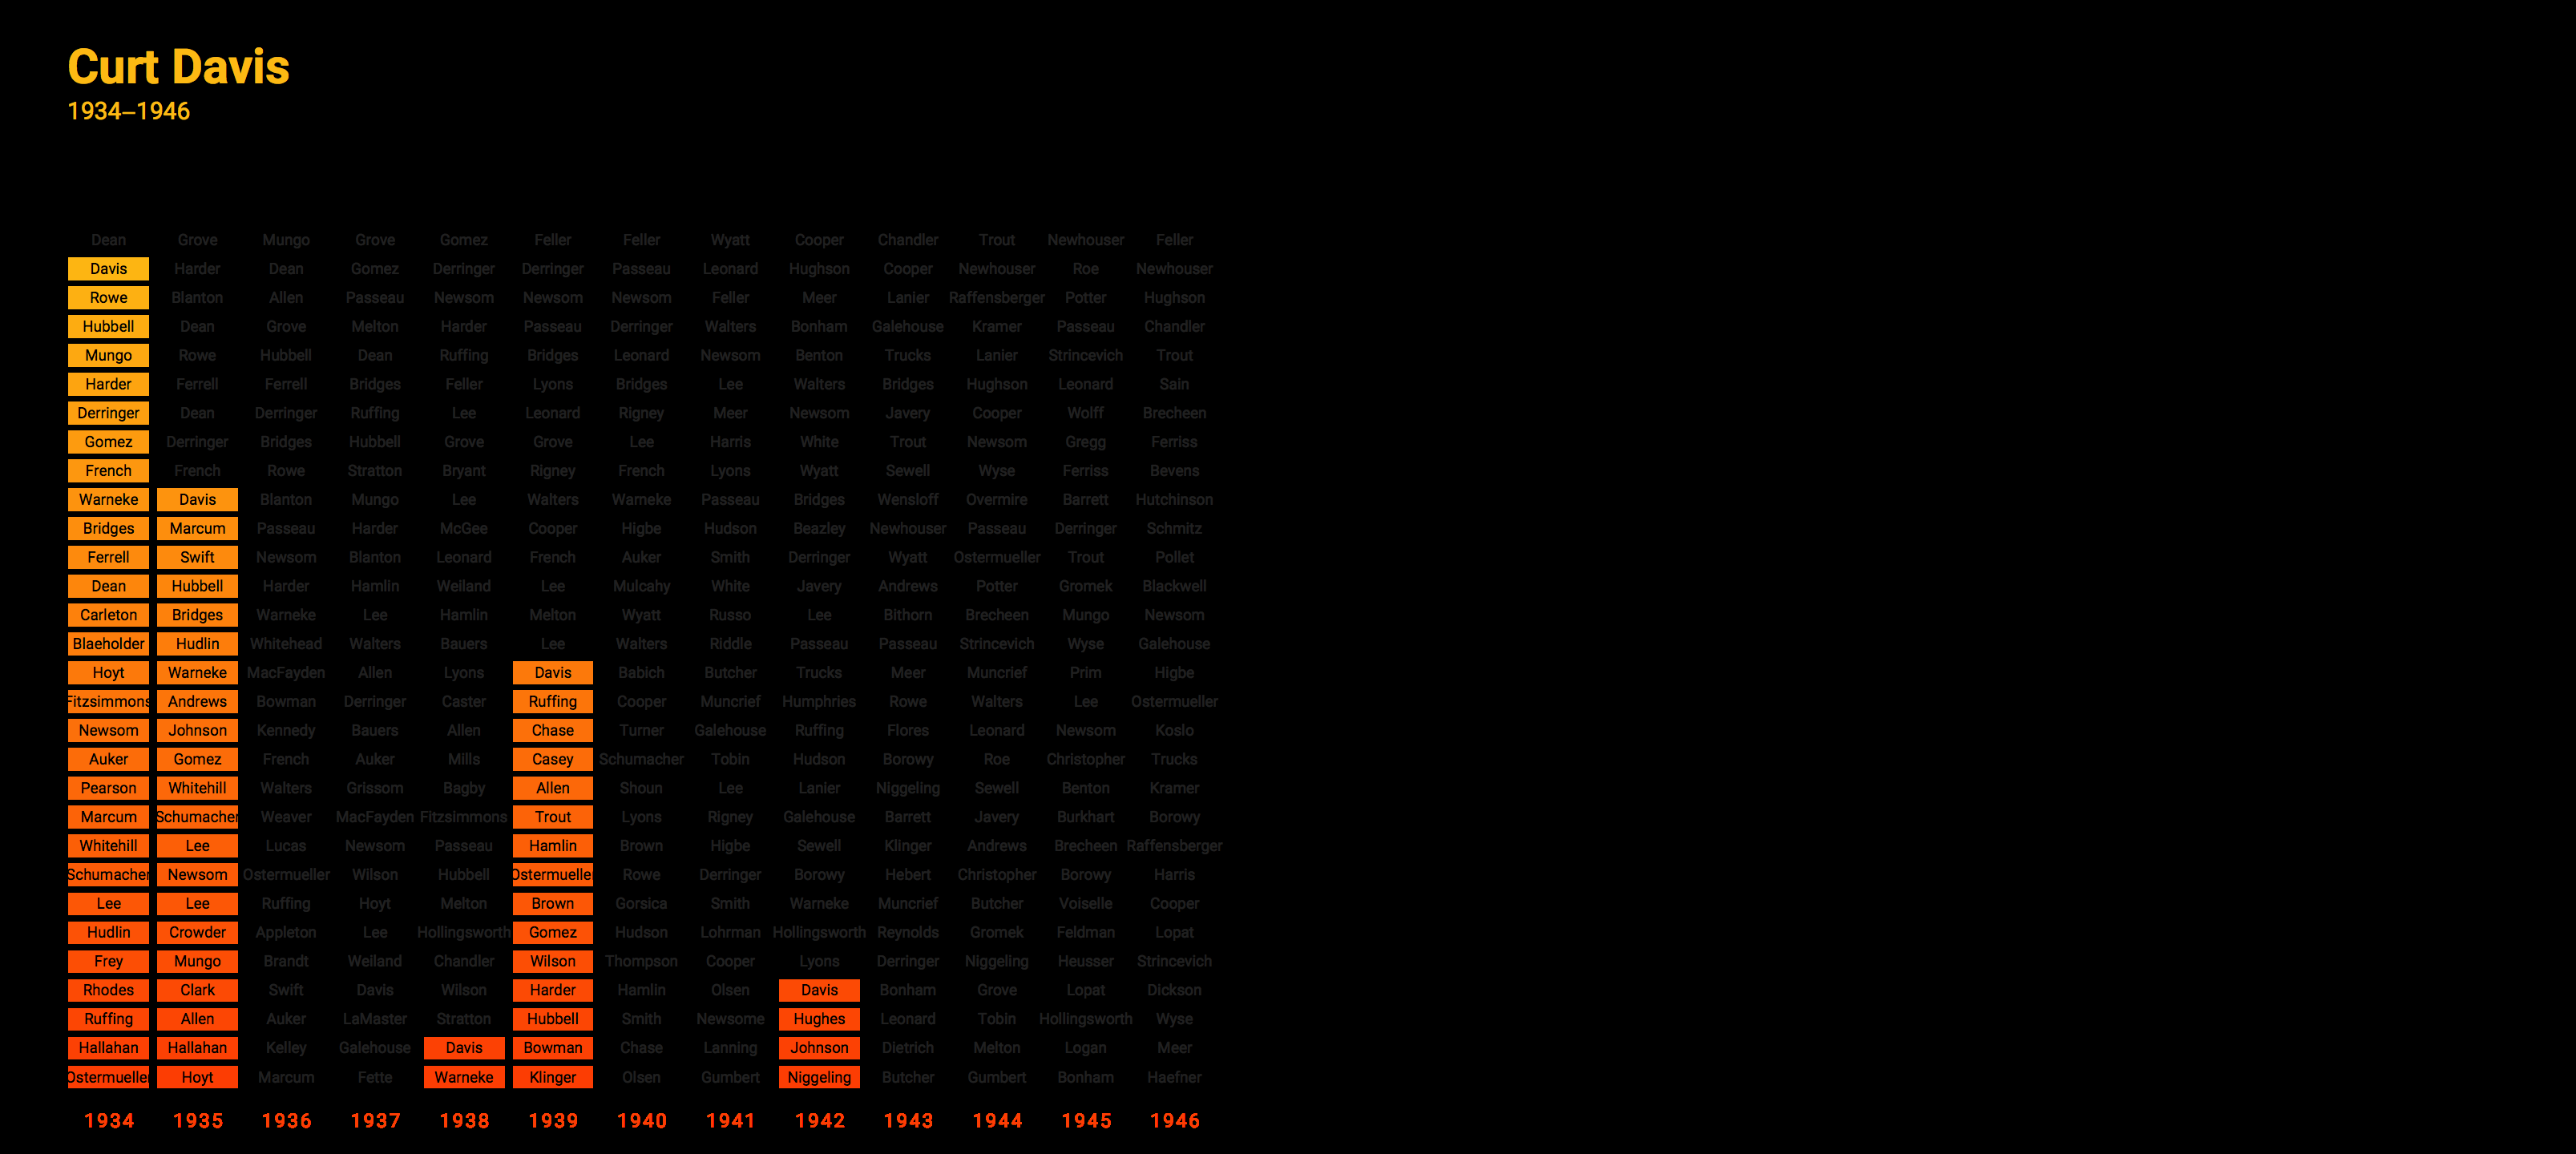 Curt Davis
1934–1946
Dean Grove Mungo Grove Gomez Feller Feller Wyatt Cooper Chandler Trout Newhouser Feller
Davis Harder Dean Gomez Derringer Derringer Passeau Leonard Hughson Cooper Newhouser Roe Newhouser
Rowe Blanton Allen Passeau Newsom Newsom Newsom Feller Meer Lanier Raffensberger Potter Hughson
Hubbell Dean Grove Melton Harder Passeau Derringer Walters Bonham Galehouse Kramer Passeau Chandler
Mungo Rowe Hubbell Dean Ruffing Bridges Leonard Newsom Benton Trucks Lanier Strincevich Trout
Harder Ferrell Ferrell Bridges Feller Lyons Bridges Lee Walters Bridges Hughson Leonard Sain
Derringer Dean Derringer Ruffing Lee Leonard Rigney Meer Newsom Javery Cooper Wolff Brecheen
Gomez Derringer Bridges Hubbell Grove Grove Lee Harris White Trout Newsom Gregg Ferriss
French French Rowe Stratton Bryant Rigney French Lyons Wyatt Sewell Wyse Ferriss Bevens
Warneke Davis Blanton Mungo Lee Walters Warneke Passeau Bridges Wensloff Overmire Barrett Hutchinson
Bridges Marcum Passeau Harder McGee Cooper Higbe Hudson Beazley Newhouser Passeau Derringer Schmitz
Ferrell Swift Newsom Blanton Leonard French Auker Smith Derringer Wyatt Ostermueller Trout Pollet
Dean Hubbell Harder Hamlin Weiland Lee Mulcahy White Javery Andrews Potter Gromek Blackwell
Carleton Bridges Warneke Lee Hamlin Melton Wyatt Russo Lee Bithorn Brecheen Mungo Newsom
Blaeholder Hudlin Whitehead Walters Bauers Lee Walters Riddle Passeau Passeau Strincevich Wyse Galehouse
Hoyt Warneke MacFayden Allen Lyons Davis Babich Butcher Trucks Meer Muncrief Prim Higbe
Fitzsimmons Andrews Bowman Derringer Caster Ruffing Cooper Muncrief Humphries Rowe Walters Lee Ostermueller
Newsom Johnson Kennedy Bauers Allen Chase Turner Galehouse Ruffing Flores Leonard Newsom Koslo
Auker Gomez French Auker Mills Casey Schumacher Tobin Hudson Borowy Roe Christopher Trucks
Pearson Whitehill Walters Grissom Bagby Allen Shoun Lee Lanier Niggeling Sewell Benton Kramer
Marcum Schumacher Weaver MacFayden Fitzsimmons Trout Lyons Rigney Galehouse Barrett Javery Burkhart Borowy
Whitehill Lee Lucas Newsom Passeau Hamlin Brown Higbe Sewell Klinger Andrews Brecheen Raffensberger
Schumacher Newsom Ostermueller Wilson Hubbell Ostermueller Rowe Derringer Borowy Hebert Christopher Borowy Harris
Lee Lee Ruffing Hoyt Melton Brown Gorsica Smith Warneke Muncrief Butcher Voiselle Cooper
Hudlin Crowder Appleton Lee Hollingsworth Gomez Hudson Lohrman Hollingsworth Reynolds Gromek Feldman Lopat
Frey Mungo Brandt Weiland Chandler Wilson Thompson Cooper Lyons Derringer Niggeling Heusser Strincevich
Rhodes Clark Swift Davis Wilson Harder Hamlin Olsen Davis Bonham Grove Lopat Dickson
Ruffing Allen Auker LaMaster Stratton Hubbell Smith Newsome Hughes Leonard Tobin Hollingsworth Wyse
Hallahan Hallahan Kelley Galehouse Davis Bowman Chase Lanning Johnson Dietrich Melton Logan Meer
Ostermueller Hoyt Marcum Fette Warneke Klinger Olsen Gumbert Niggeling Butcher Gumbert Bonham Haefner
1934 1935 1936 1937 1938 1939 1940 1941 1942 1943 1944 1945 1946